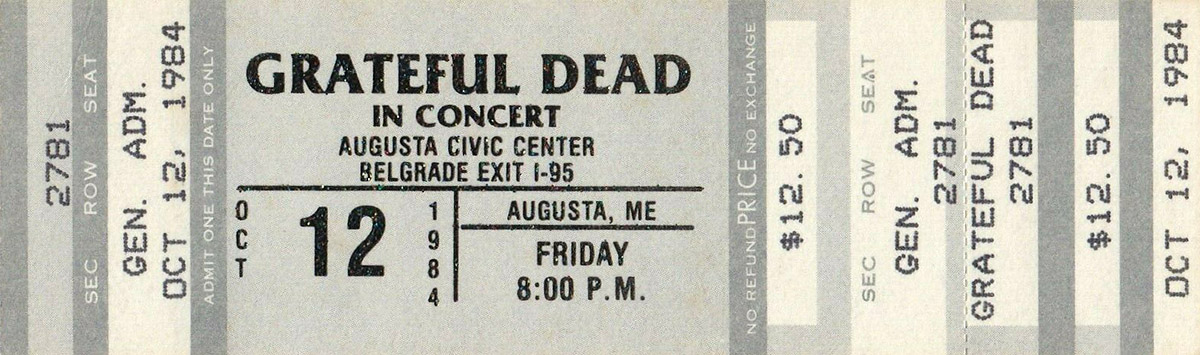 2781
SEC ROW SEAT
GEN. ADM.
OCT 12, 1984
ADMIT ONE THIS DATE ONLY
GRATEFUL DEAD
IN CONCERT
AUGUSTA CIVIC CENTER
BELGRADE EXIT I-95
OCT
12
1984
AUGUSTA, ME
FRIDAY
8:00 P.M.
NO REFUND PRICE NO EXCHANGE
$12.50
SEC ROW SEAT
GEN. ADM.
2781
GRATEFUL DEAD
2781
$12.50
OCT 12, 1984